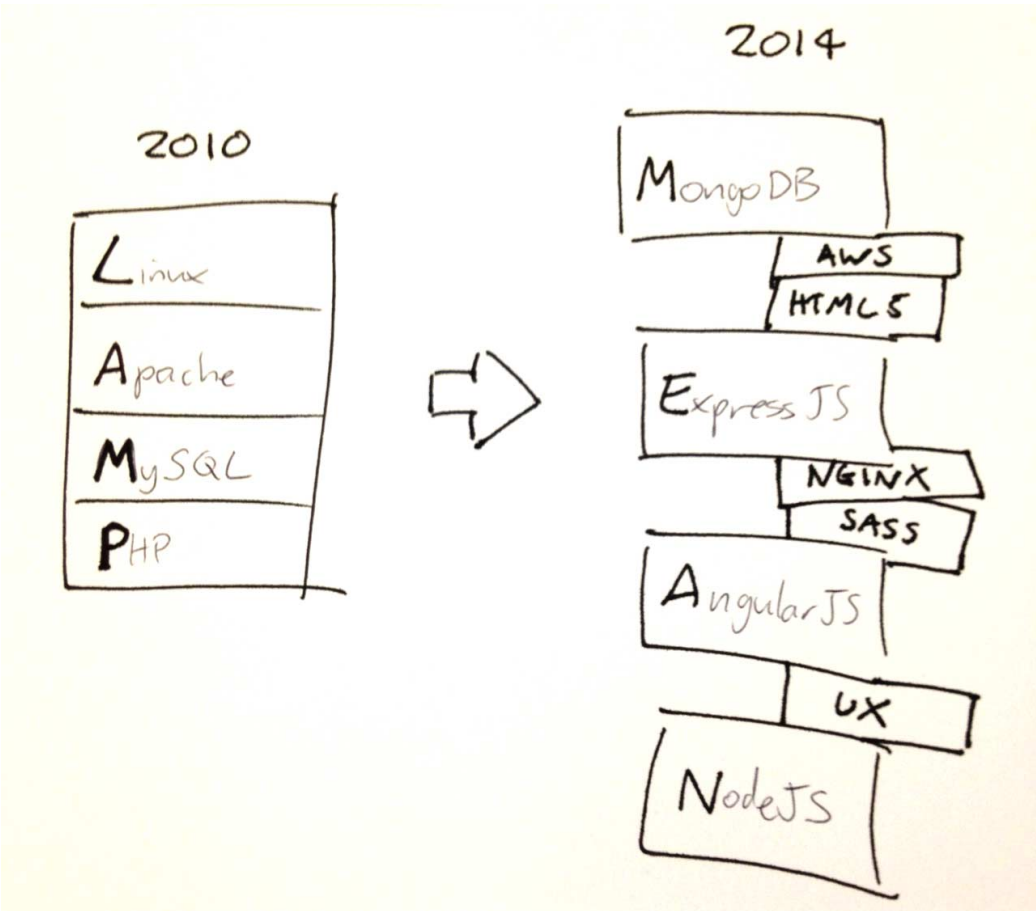 2010
Linux
Apache
MySQL
PHP
2014
MongoDB
AWS
HTML5
ExpressJS
NGINX
SASS
AngularJS
UX
NodeJS